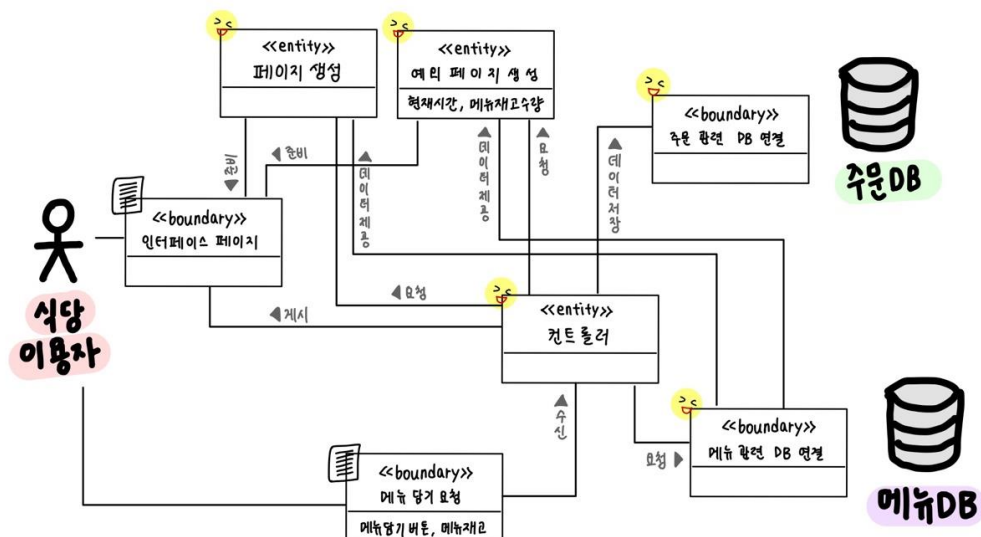 <<entity>>
페이지 생성
<<entity>>
예외 페이지 생성
현재시간, 메뉴재고수량
<<boundary>>
주문 관련 DB 연결
주문DB
◀준비
◀준비
◀데이터제공
◀데이터제공
◀요청
◀데이터저장
<<boundary>>
인터페이스 페이지
식당
이용자
◀요청
◀게시
<<entity>>
컨트롤러
◀수신
요청▶
<<boundary>>
메뉴 관련 DB 연결
메뉴DB
<<boundary>>
메뉴 담기 요청
메뉴담기 버튼, 메뉴재고